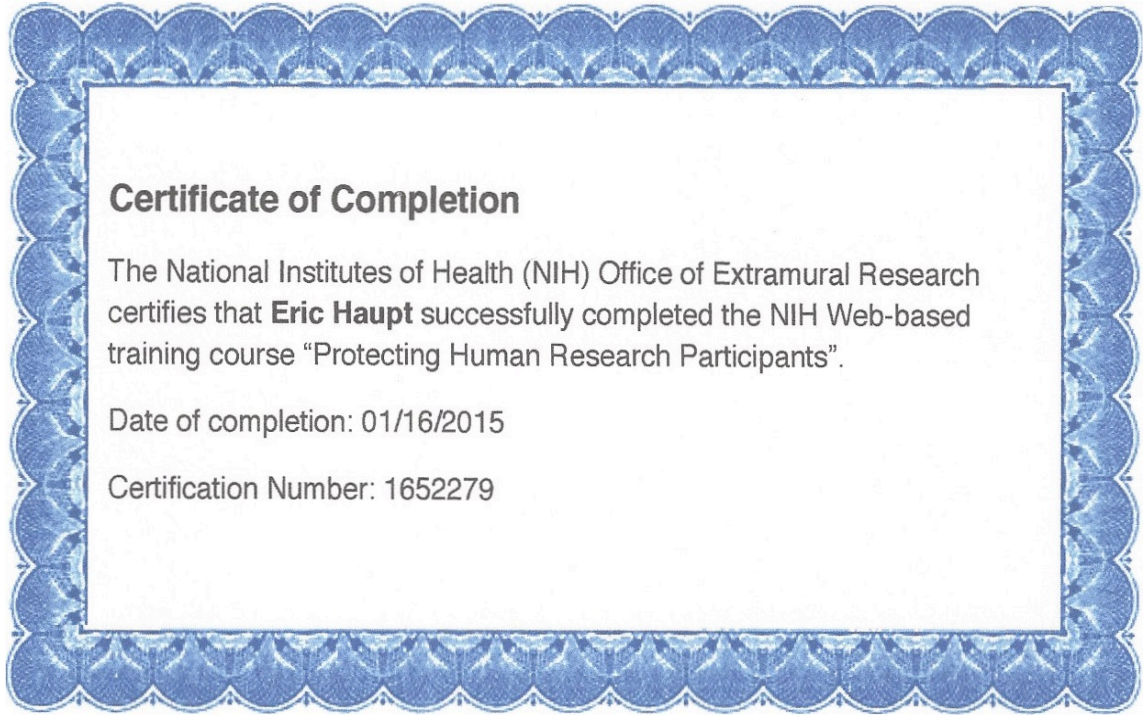 Certificate of Completion
The National Institutes of Health (NIH) Office of Extramural Research
certifies that Eric Haupt successfully completed the NIH Web-based
training course “Protecting Human Research Participants”.
Date of completion: 01/16/2015
Certification Number: 1652279